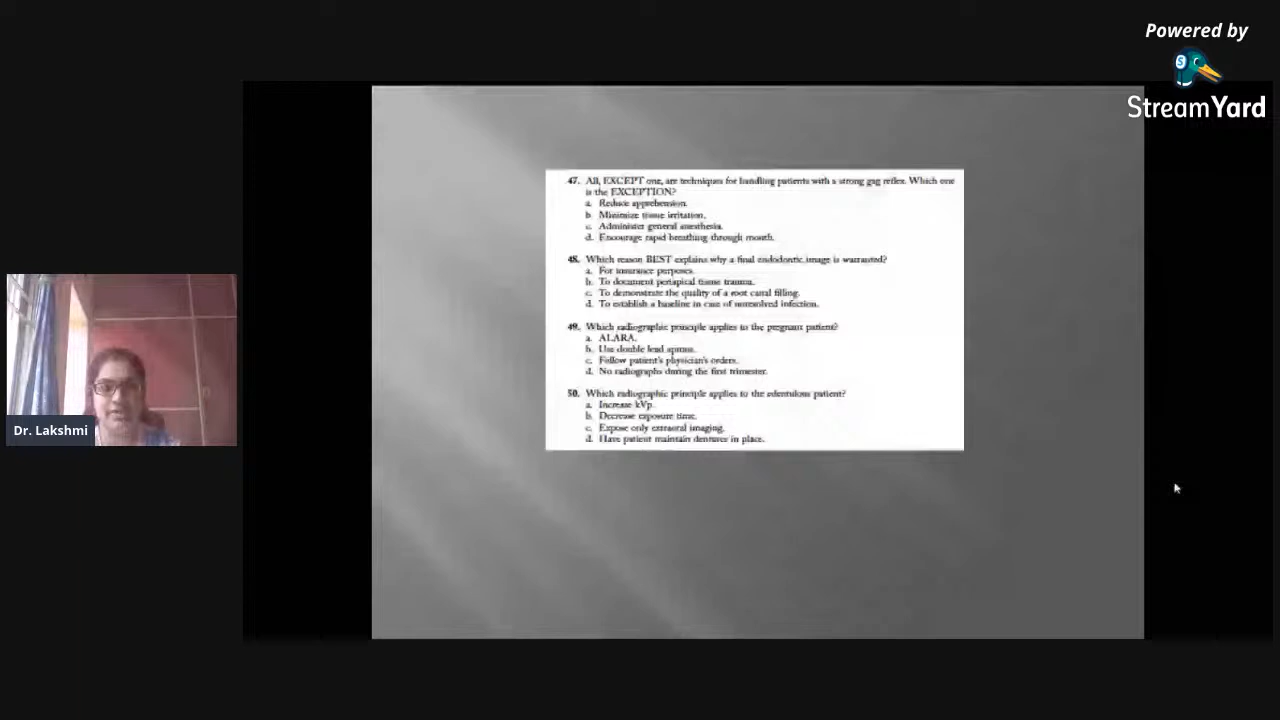 Powered by
StreamYard
47. All, EXCEPT one, are techniques for handling patients with a strong gag reflex. Which one
is the EXCEPTION?
a. Reduce apprehension.
b. Minimize tissue irritation.
c. Administer general anesthesia.
d. Encourage rapid breathing through mouth.
48. Which reason BEST explains why a final endodontic image is warranted?
a. For insurance purposes.
b. To document periapical tissue trauma.
c. To demonstrate the quality of a root canal filling.
d. To establish a baseline in case of unresolved infection.
49. Which radiographic principle applies to the pregnant patient?
a. ALARA.
b. Use double lead aprons.
c. Follow patient's physician's orders.
d. No radiographs during the first trimester.
50. Which radiographic principle applies to the edentulous patient?
a. Increase kVp.
b. Decrease exposure time.
c. Expose only extraoral imaging.
d. Have patient maintain dentures in place.
Dr. Lakshmi